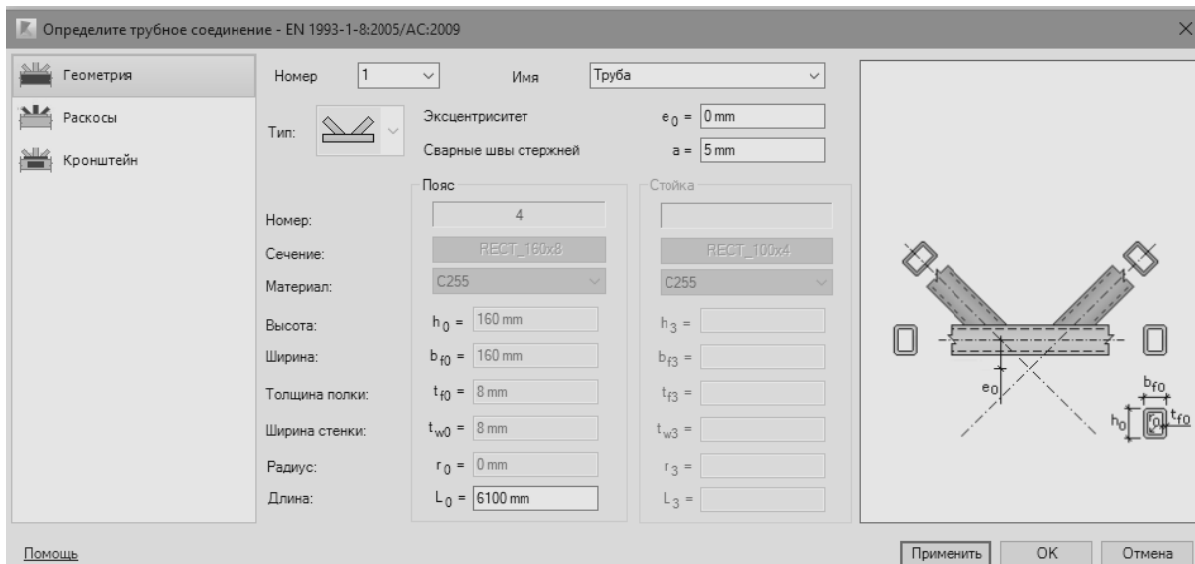 Определите трубное соединение - EN 1993-1-8:2005/AC:2009
Геометрия
Раскосы
Кронштейн
Номер 1 Имя Труба
Тип:
Эксцентриситет e0 = 0 mm
Сварные швы стержней a = 5 mm
Пояс Стойка
Номер: 4
Сечение: RECT_160x8 RECT_100x4
Материал: C255 C255
Высота: h0 = 160 mm h3 =
Ширина: bf0 = 160 mm bf3 =
Толщина полки: tf0 = 8 mm tf3 =
Ширина стенки: tw0 = 8 mm tw3 =
Радиус: r0 = 0 mm r3 =
Длина: L0 = 6100 mm L3 =
e0
bf0
h0 r0 tf0
Помощь Применить OK Отмена